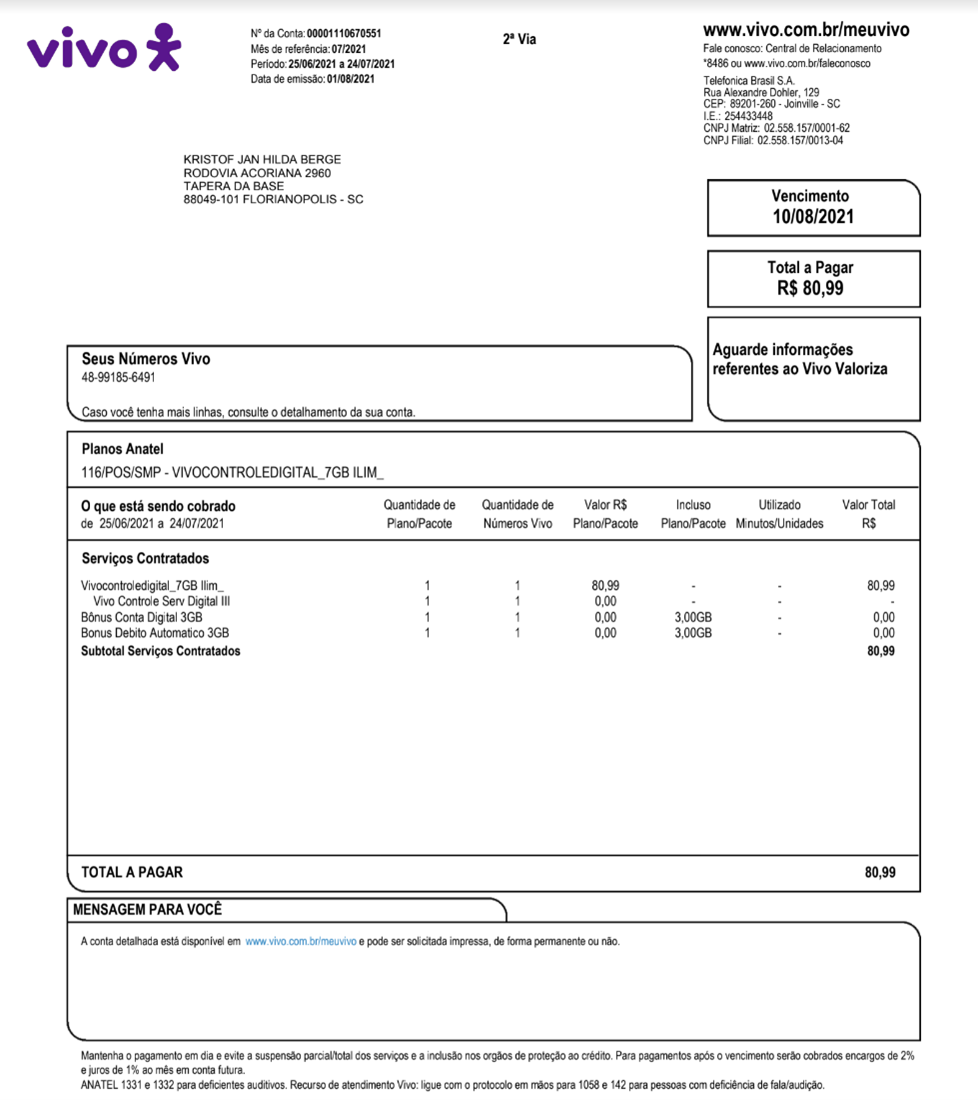 vivo
Nº da Conta: 00001110670551
Mês de referência: 07/2021
Período: 25/06/2021 a 24/07/2021
Data de emissão: 01/08/2021
2ª Via
www.vivo.com.br/meuvivo
Fale conosco: Central de Relacionamento
*8486 ou www.vivo.com.br/faleconosco
Telefonica Brasil S.A.
Rua Alexandre Dohler, 129
CEP: 89201-260 - Joinville - SC
I.E.: 254433448
CNPJ Matriz: 02.558.157/0001-62
CNPJ Filial: 02.558.157/0013-04
KRISTOF JAN HILDA BERGE
RODOVIA ACORIANA 2960
TAPERA DA BASE
88049-101 FLORIANOPOLIS - SC
Vencimento
10/08/2021
Total a Pagar
R$ 80,99
Aguarde informações
referentes ao Vivo Valoriza
Seus Números Vivo
48-99185-6491
Caso você tenha mais linhas, consulte o detalhamento da sua conta.
Planos Anatel
116/POS/SMP - VIVOCONTROLEDIGITAL_7GB ILIM_
O que está sendo cobrado Quantidade de Quantidade de Valor R$ Incluso Utilizado Valor Total
de 25/06/2021 a 24/07/2021 Plano/Pacote Números Vivo Plano/Pacote Plano/Pacote Minutos/Unidades R$
Serviços Contratados
Vivocontroledigital_7GB Ilim_ 1 1 80,99 - - 80,99
Vivo Controle Serv Digital III 1 1 0,00 - - -
Bônus Conta Digital 3GB 1 1 0,00 3,00GB - 0,00
Bonus Debito Automatico 3GB 1 1 0,00 3,00GB - 0,00
Subtotal Serviços Contratados 80,99
TOTAL A PAGAR 80,99
MENSAGEM PARA VOCÊ
A conta detalhada está disponível em www.vivo.com.br/meuvivo e pode ser solicitada impressa, de forma permanente ou não.
Mantenha o pagamento em dia e evite a suspensão parcial/total dos serviços e a inclusão nos orgãos de proteção ao crédito. Para pagamentos após o vencimento serão cobrados encargos de 2%
e juros de 1% ao mês em conta futura.
ANATEL 1331 e 1332 para deficientes auditivos. Recurso de atendimento Vivo: ligue com o protocolo em mãos para 1058 e 142 para pessoas com deficiência de fala/audição.